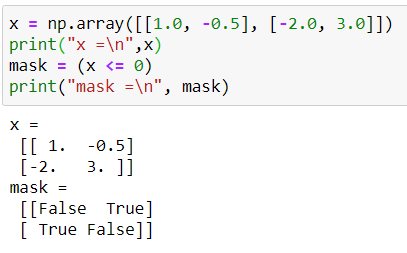 x = np.array([[1.0, -0.5], [-2.0, 3.0]])
print("x =\n",x)
mask = (x <= 0)
print("mask =\n", mask)
x =
 [[ 1.  -0.5]
 [-2.   3. ]]
mask =
 [[False  True]
 [ True False]]